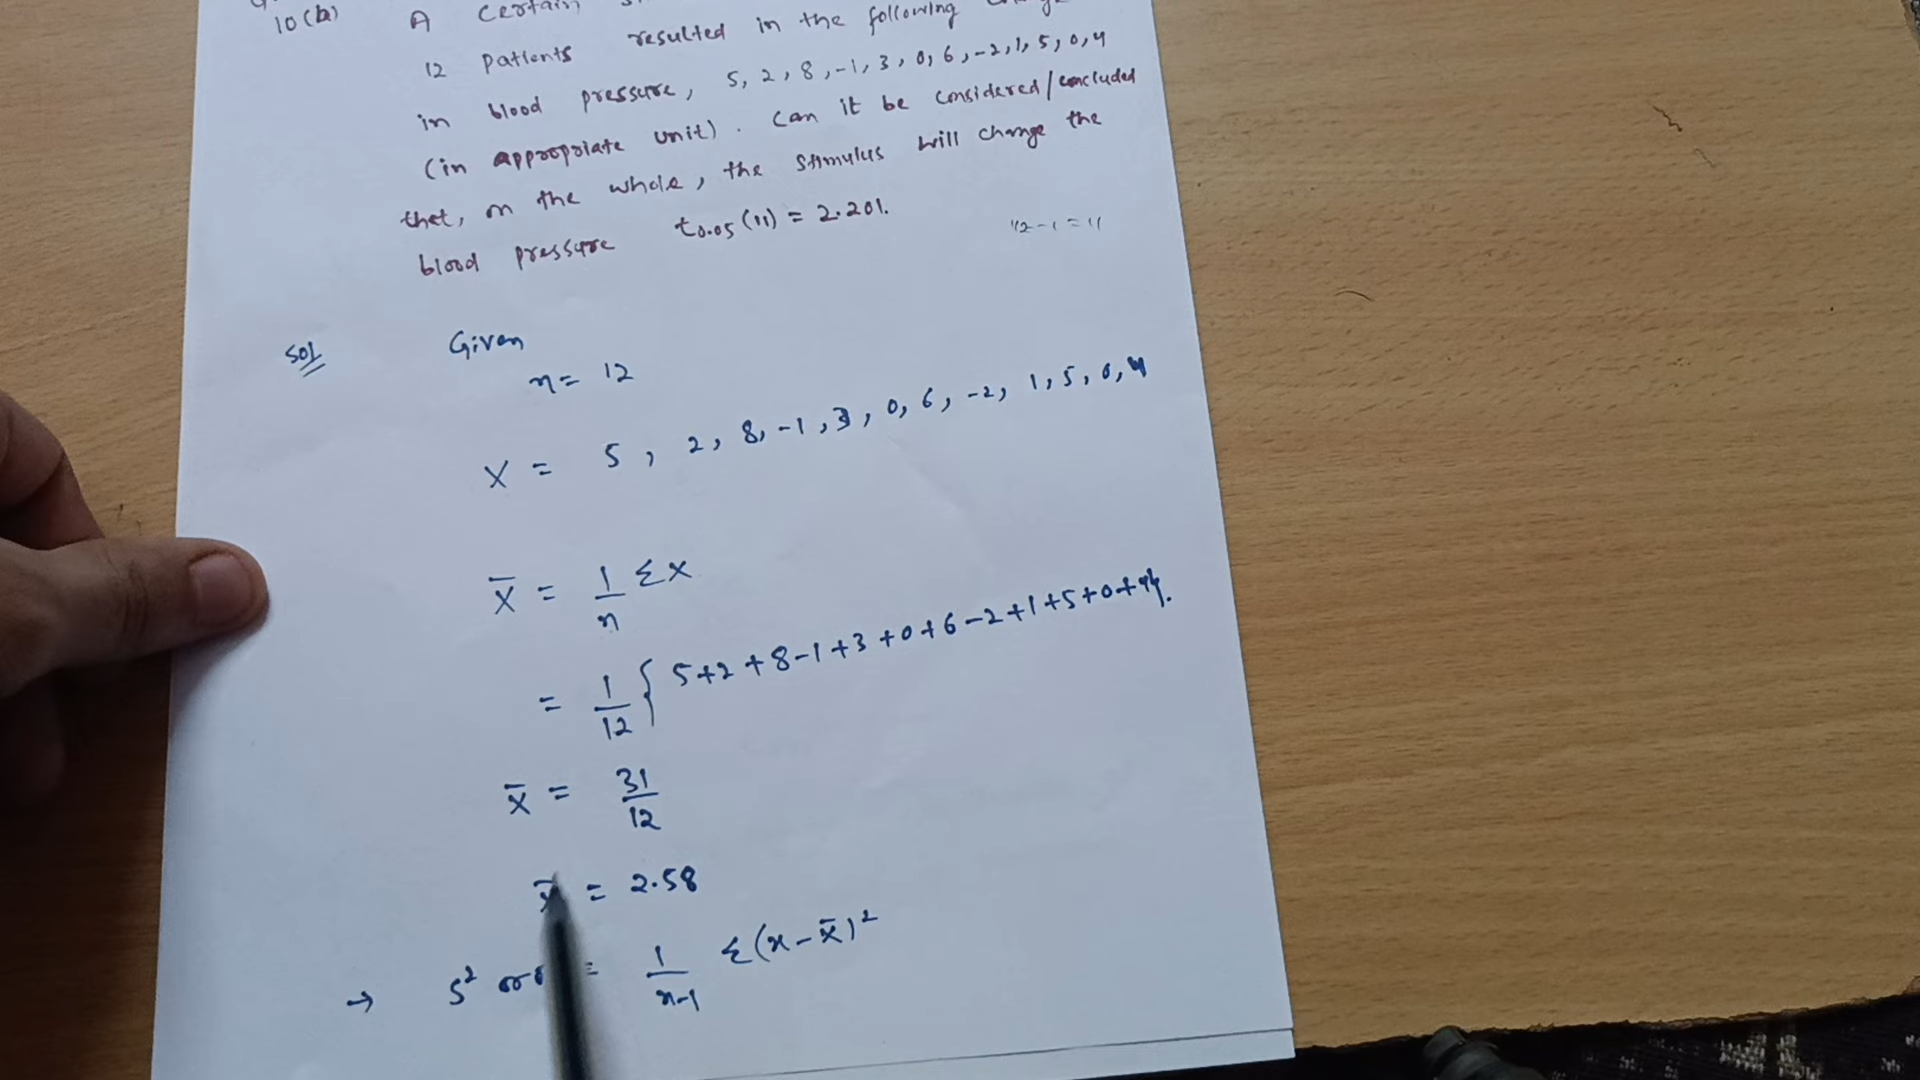 10(b) A certain
12 patients resulted in the following
in blood pressure, 5, 2, 8, -1, 3, 0, 6, -2, 1, 5, 0, 4
(in appropriate unit). Can it be considered/concluded
thet, on the whole, the stimulus will change the
blood pressure t0.05 (11) = 2.201.
12-1 = 11
Sol Given
n = 12
X = 5, 2, 8, -1, 3, 0, 6, -2, 1, 5, 0, 4
x̄ = 1/n Σx
= 1/12 { 5+2+8-1+3+0+6-2+1+5+0+4}.
x̄ = 31/12
x̄ = 2.58
→ S² or = 1/n-1 Σ(x-x̄)²